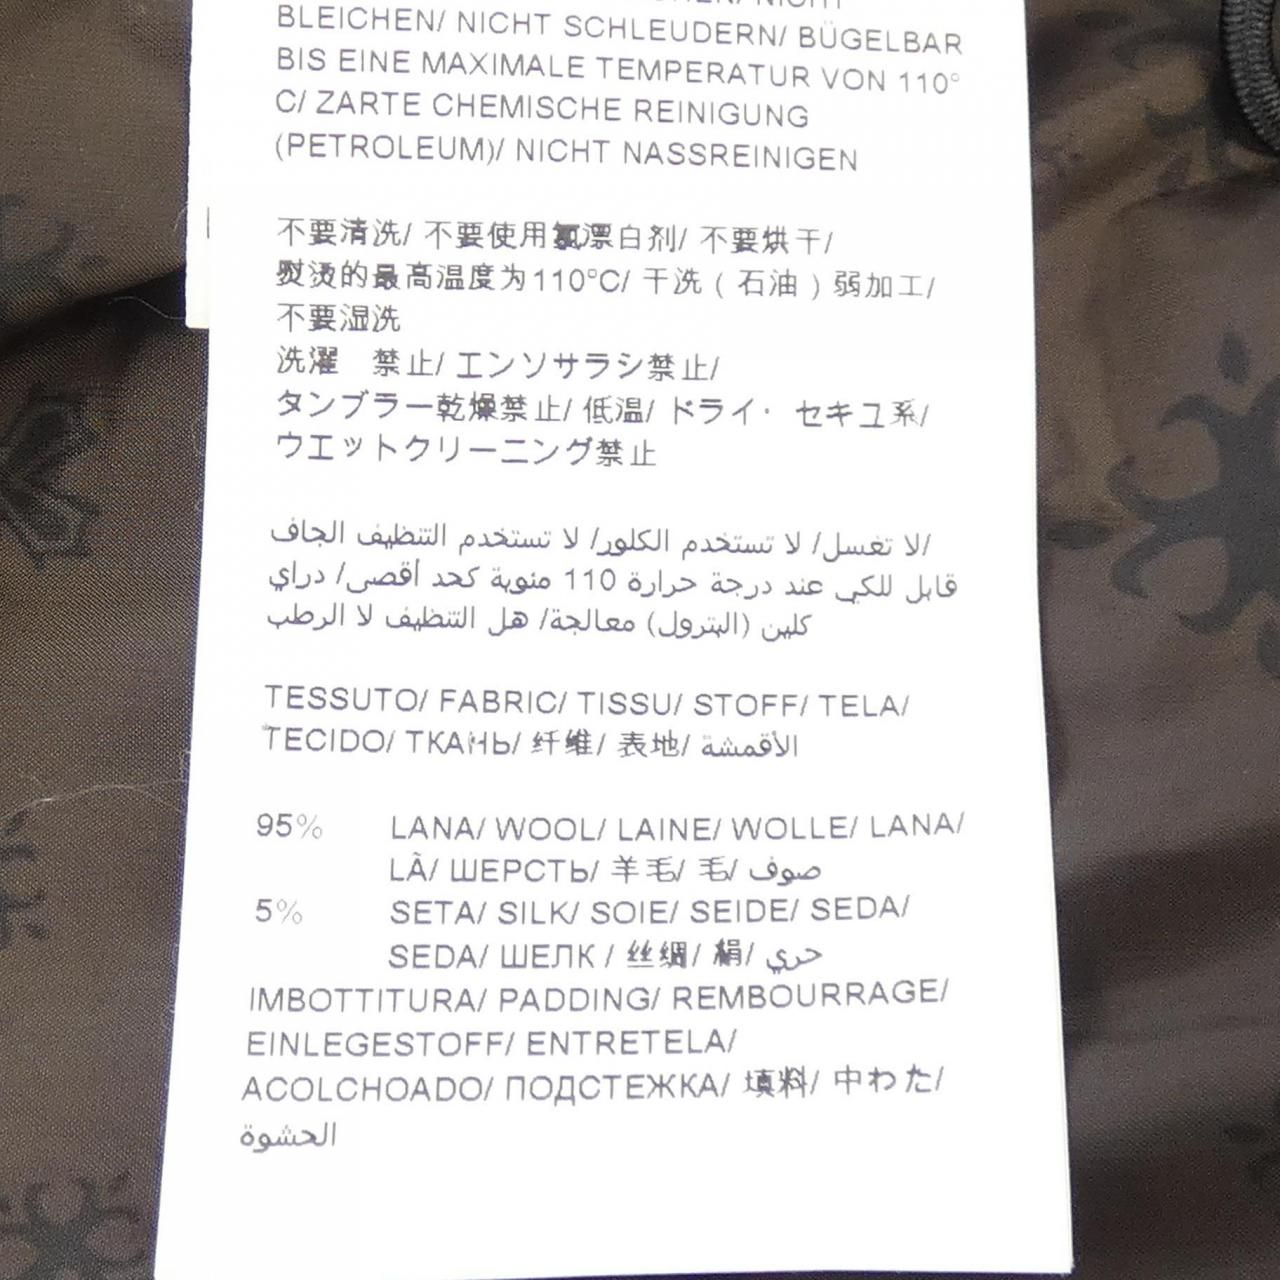 NICHT
BLEICHEN/ NICHT SCHLEUDERN/ BÜGELBAR
BIS EINE MAXIMALE TEMPERATUR VON 110°
C/ ZARTE CHEMISCHE REINIGUNG
(PETROLEUM)/ NICHT NASSREINIGEN
不要清洗/ 不要使用氯漂白剂/ 不要烘干/
熨烫的最高温度为110°C/ 干洗（石油）弱加工/
不要湿洗
洗濯　禁止/ エンソサラシ禁止/
タンブラー乾燥禁止/ 低温/ ドライ· セキユ系/
ウエットクリーニング禁止
لا تغسل/ لا تستخدم الكلور/ لا تستخدم التنظيف الجاف/
قابل للكي عند درجة حرارة 110 مئوية كحد أقصى/ دراي
كلين (البترول) معالجة/ هل التنظيف لا الرطب
TESSUTO/ FABRIC/ TISSU/ STOFF/ TELA/
TECIDO/ ТКАНЬ/ 纤维/ 表地/ الأقمشة
95% LANA/ WOOL/ LAINE/ WOLLE/ LANA/
LÃ/ ШЕРСТЬ/ 羊毛/ 毛/ صوف
5% SETA/ SILK/ SOIE/ SEIDE/ SEDA/
SEDA/ ШЕЛК / 丝绸/ 絹/ حري
IMBOTTITURA/ PADDING/ REMBOURRAGE/
EINLEGESTOFF/ ENTRETELA/
ACOLCHOADO/ ПОДСТЕЖКА/ 填料/ 中わた/
الحشوة